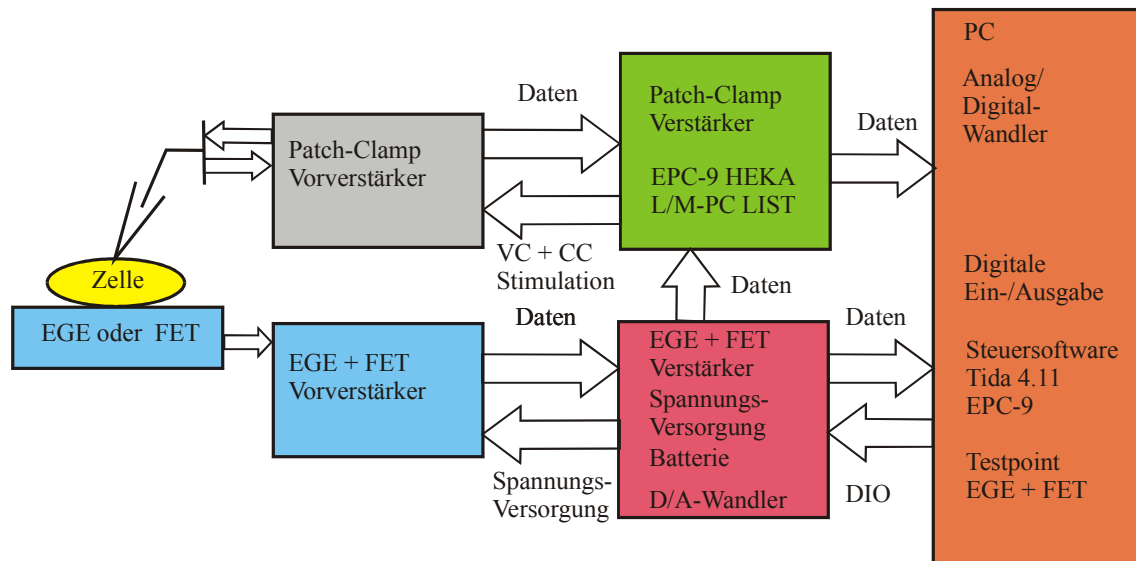 PC
Analog/
Digital-
Wandler
Daten
Patch-Clamp
Verstärker
EPC-9 HEKA
L/M-PC LIST
Daten
Patch-Clamp
Vorverstärker
VC + CC
Stimulation
Zelle
Daten
Digitale
Ein-/Ausgabe
EGE oder FET
EGE + FET
Vorverstärker
Daten
EGE + FET
Verstärker
Spannungs-
Versorgung
Batterie
D/A-Wandler
Daten
Steuersoftware
Tida 4.11
EPC-9
Spannungs-
Versorgung
DIO
Testpoint
EGE + FET